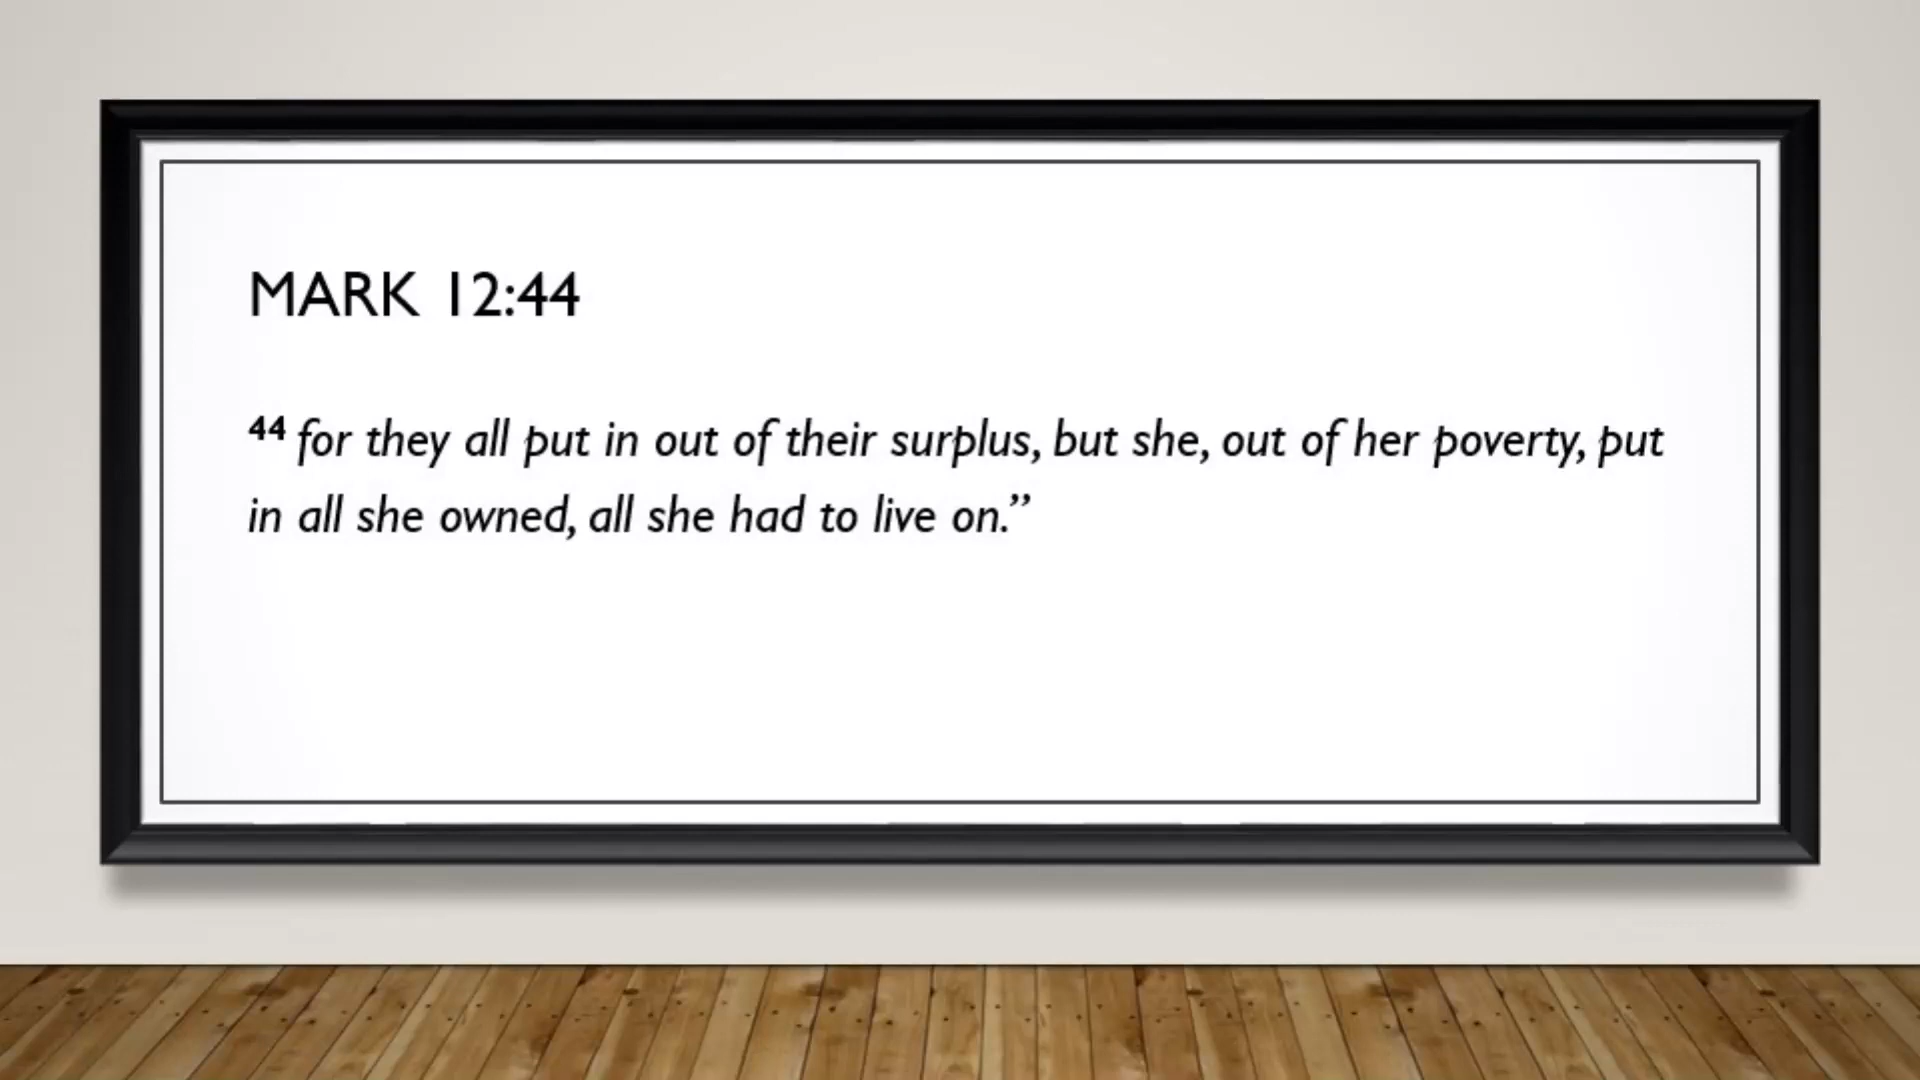 MARK 12:44
44 for they all put in out of their surplus, but she, out of her poverty, put
in all she owned, all she had to live on.”